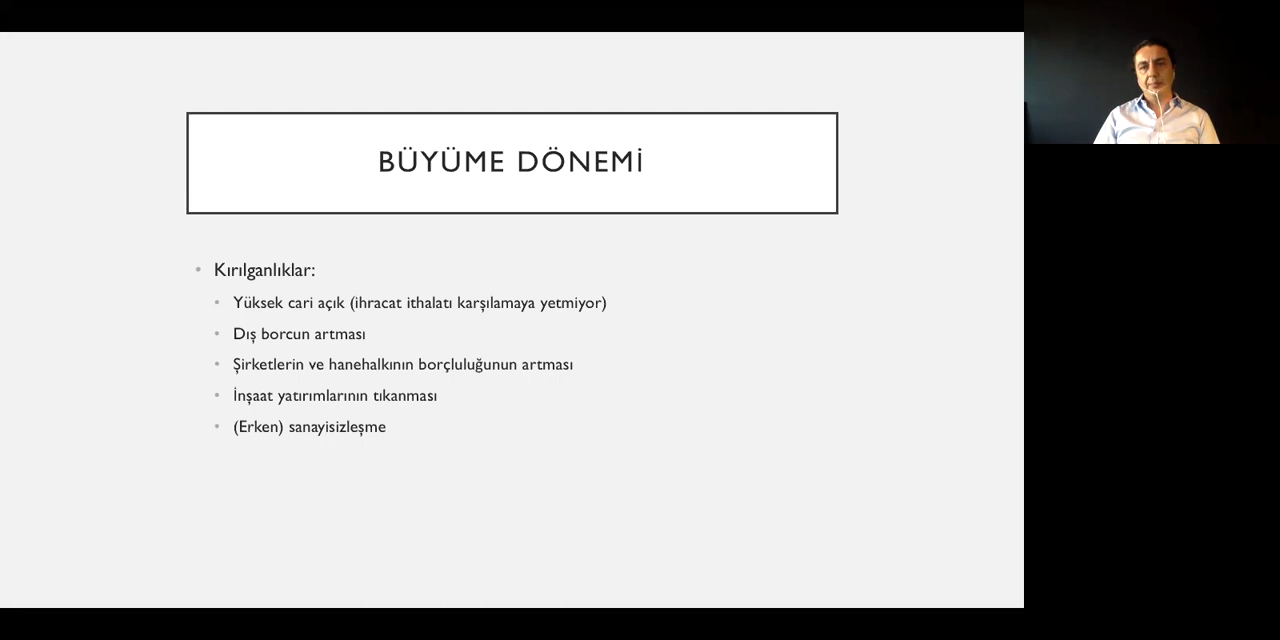 BÜYÜME DÖNEMİ
Kırılganlıklar:
Yüksek cari açık (ihracat ithalatı karşılamaya yetmiyor)
Dış borcun artması
Şirketlerin ve hanehalkının borçluluğunun artması
İnşaat yatırımlarının tıkanması
(Erken) sanayisizleşme